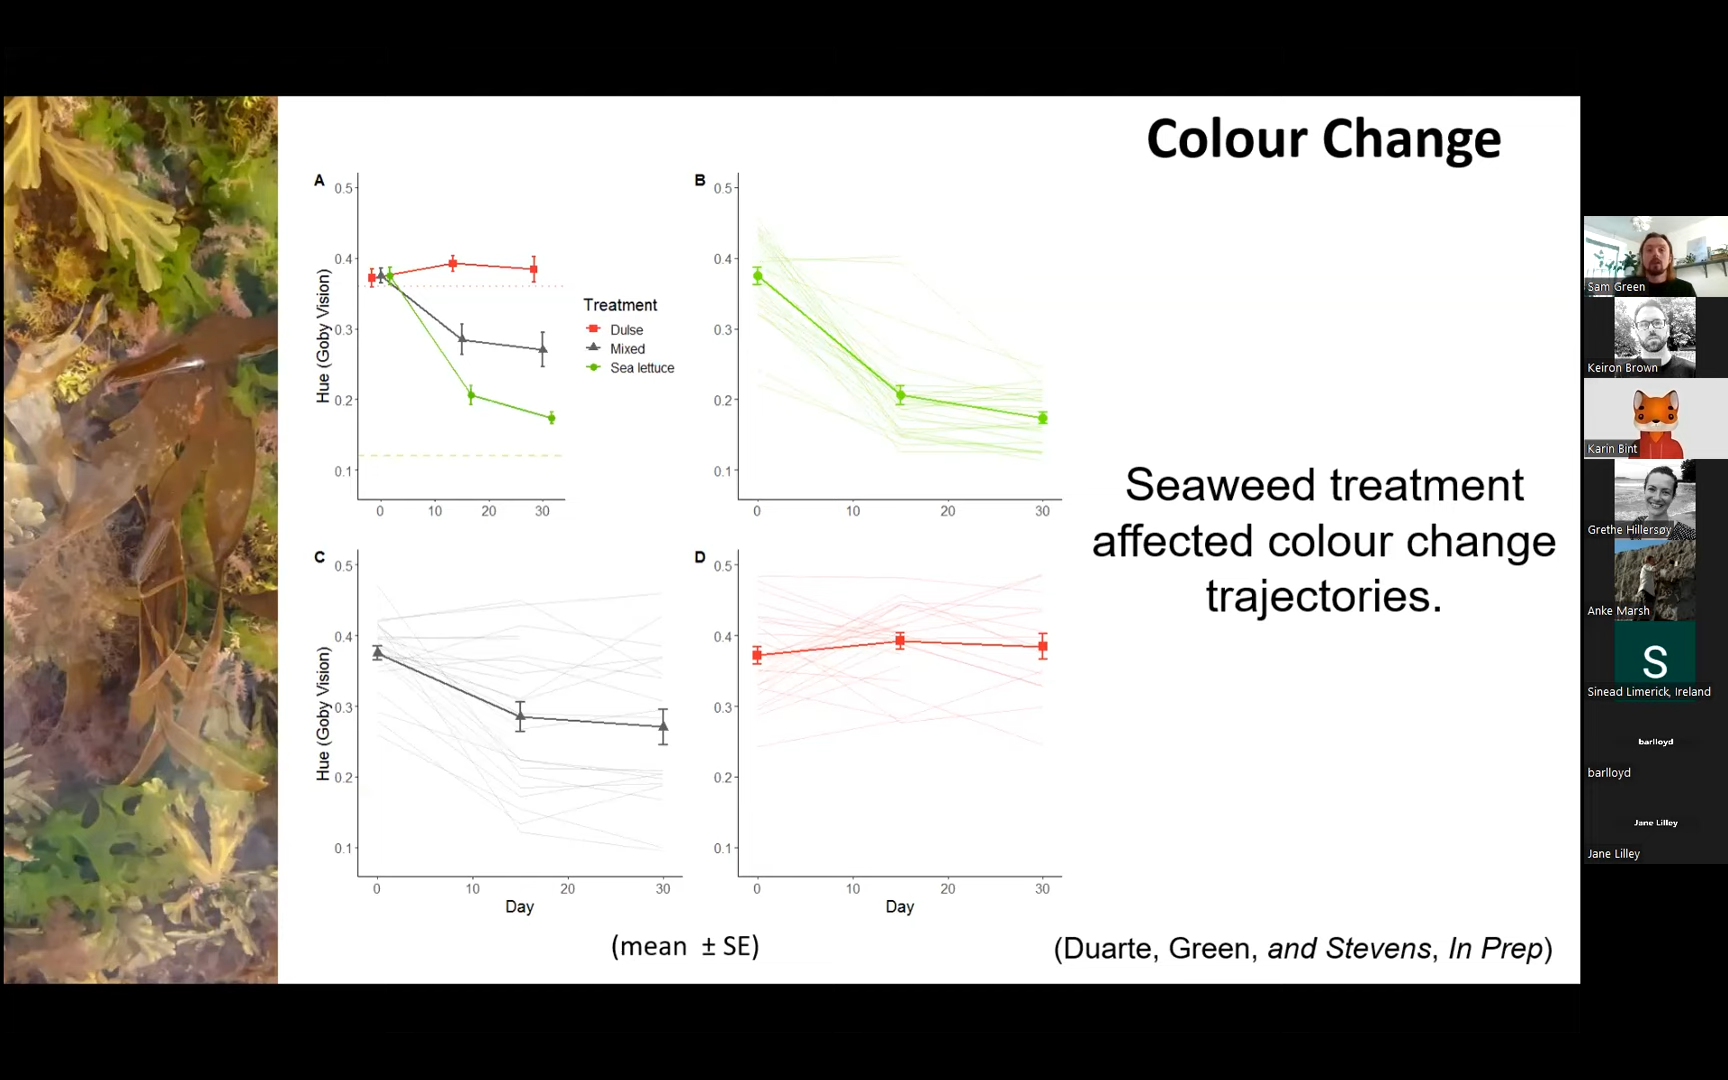 Colour Change
A
0.5
0.4
0.3
0.2
0.1
Hue (Goby Vision)
0 10 20 30
Treatment
Dulse
Mixed
Sea lettuce
B
0.5
0.4
0.3
0.2
0.1
0 10 20 30
C
0.5
0.4
0.3
0.2
0.1
Hue (Goby Vision)
0 10 20 30
Day
D
0.5
0.4
0.3
0.2
0.1
0 10 20 30
Day
Seaweed treatment
affected colour change
trajectories.
(mean ± SE)
(Duarte, Green, and Stevens, In Prep)
Sam Green
Keiron Brown
Karin Bint
Grethe Hillersøy
Anke Marsh
S
Sinead Limerick, Ireland
barlloyd
barlloyd
Jane Lilley
Jane Lilley